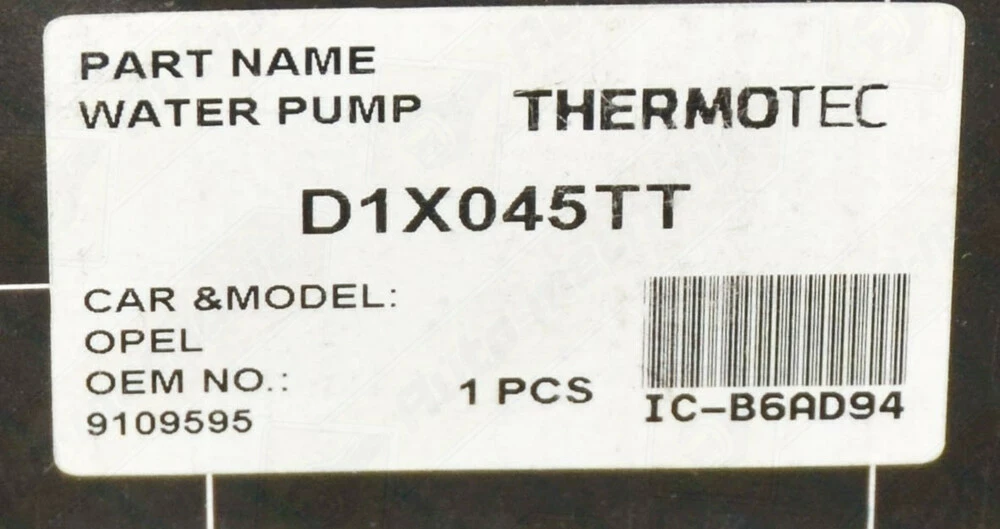 PART NAME
WATER PUMP
THERMOTEC
D1X045TT
CAR &MODEL:
OPEL
OEM NO.:
9109595
1 PCS
IC-B6AD94